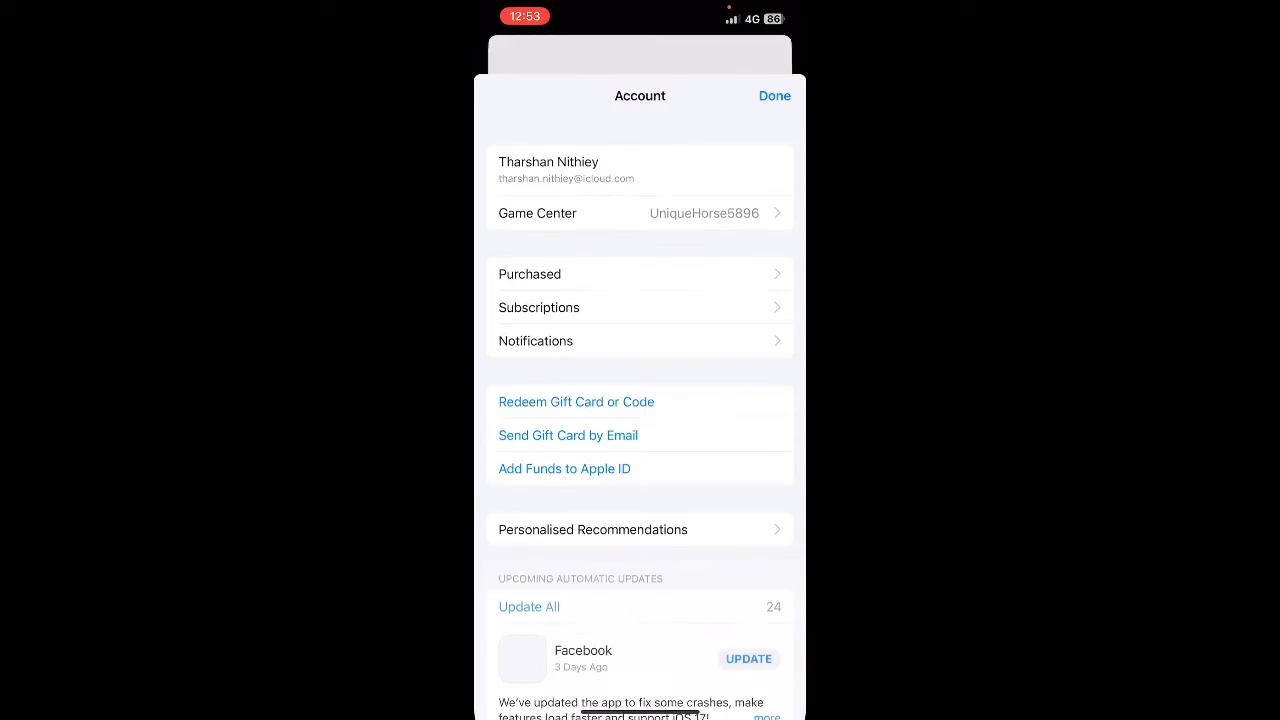 12:53
4G 86
Account
Done
Tharshan Nithiey
tharshan.nithiey@icloud.com
Game Center UniqueHorse5896
Purchased
Subscriptions
Notifications
Redeem Gift Card or Code
Send Gift Card by Email
Add Funds to Apple ID
Personalised Recommendations
UPCOMING AUTOMATIC UPDATES
Update All 24
Facebook
3 Days Ago
UPDATE
We've updated the app to fix some crashes, make
features load faster and support iOS 17! more